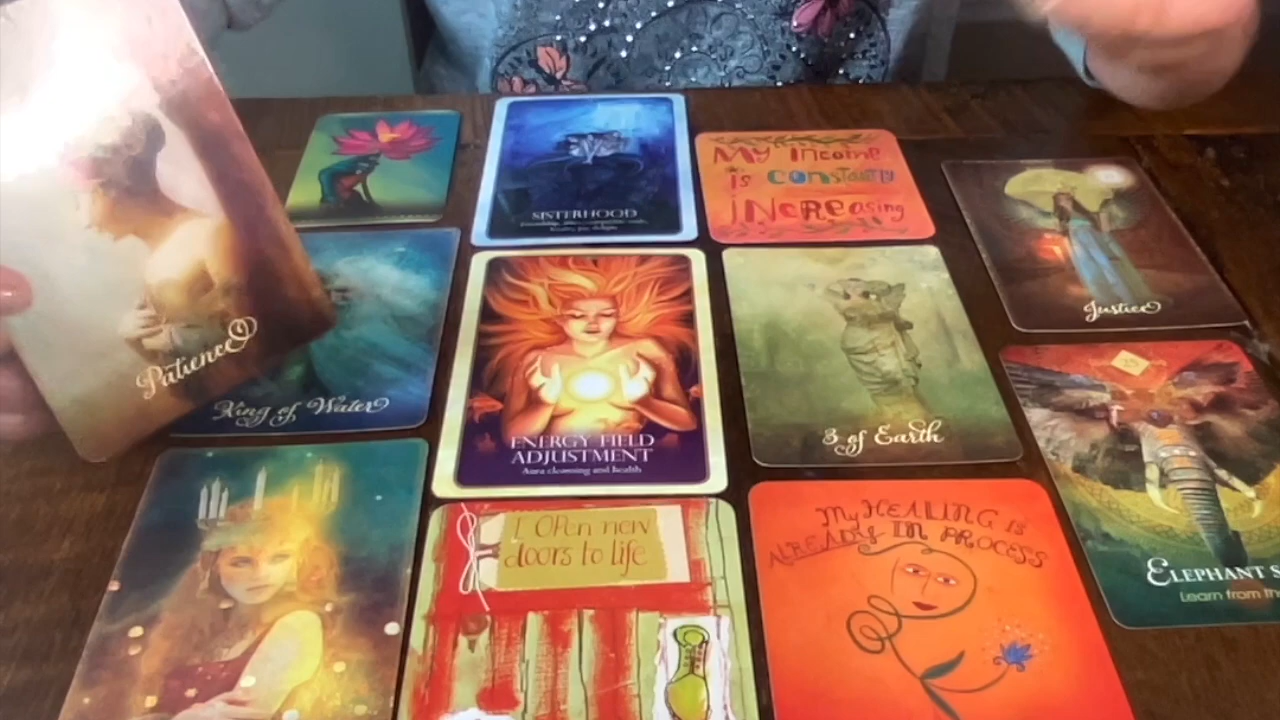 SISTERHOOD
My income
is constantly
increasing
Justice
Patience
King of Water
ENERGY FIELD
ADJUSTMENT
Aura cleansing and health
3 of Earth
ELEPHANT
Learn from
I Open new
doors to life
My HEALING is
ALREADY IN PROCESS